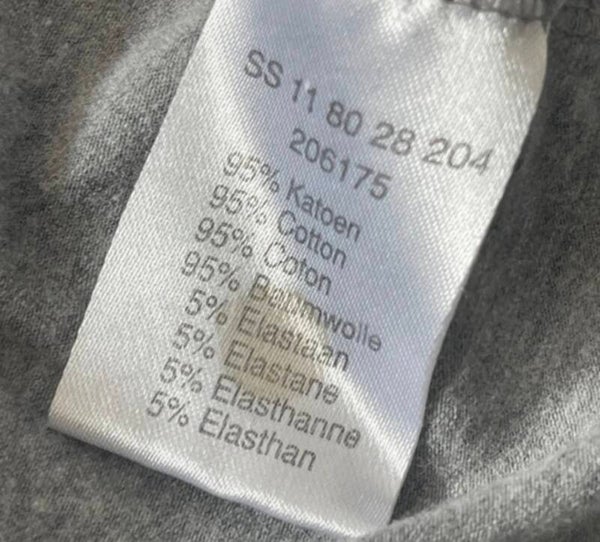 SS 11 80 28 204
206175
95% Katoen
95% Cotton
95% Coton
95% Baumwolle
5% Elastaan
5% Elastane
5% Elasthanne
5% Elasthan